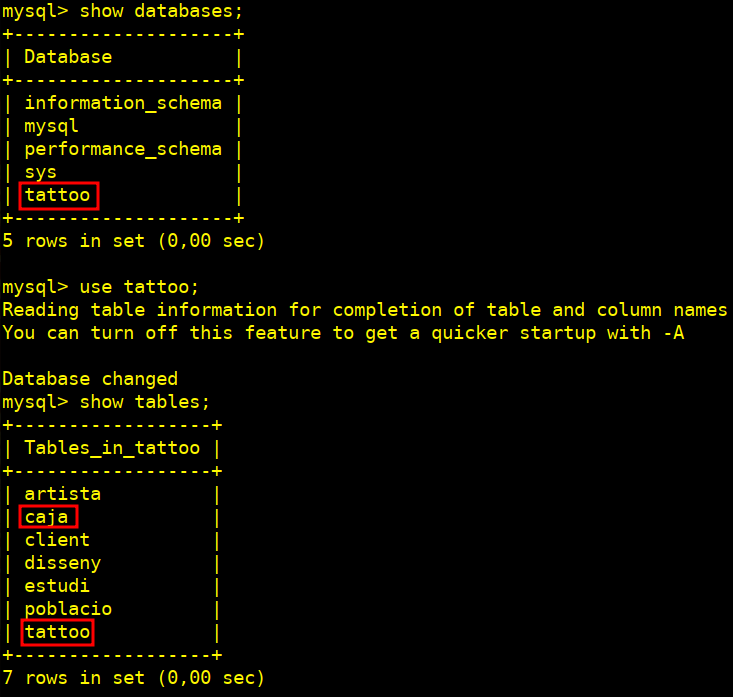 mysql> show databases;
+--------------------+
| Database           |
+--------------------+
| information_schema |
| mysql              |
| performance_schema |
| sys                |
| tattoo             |
+--------------------+
5 rows in set (0,00 sec)

mysql> use tattoo;
Reading table information for completion of table and column names
You can turn off this feature to get a quicker startup with -A

Database changed
mysql> show tables;
+------------------+
| Tables_in_tattoo |
+------------------+
| artista          |
| caja             |
| client           |
| disseny          |
| estudi           |
| poblacio         |
| tattoo           |
+------------------+
7 rows in set (0,00 sec)